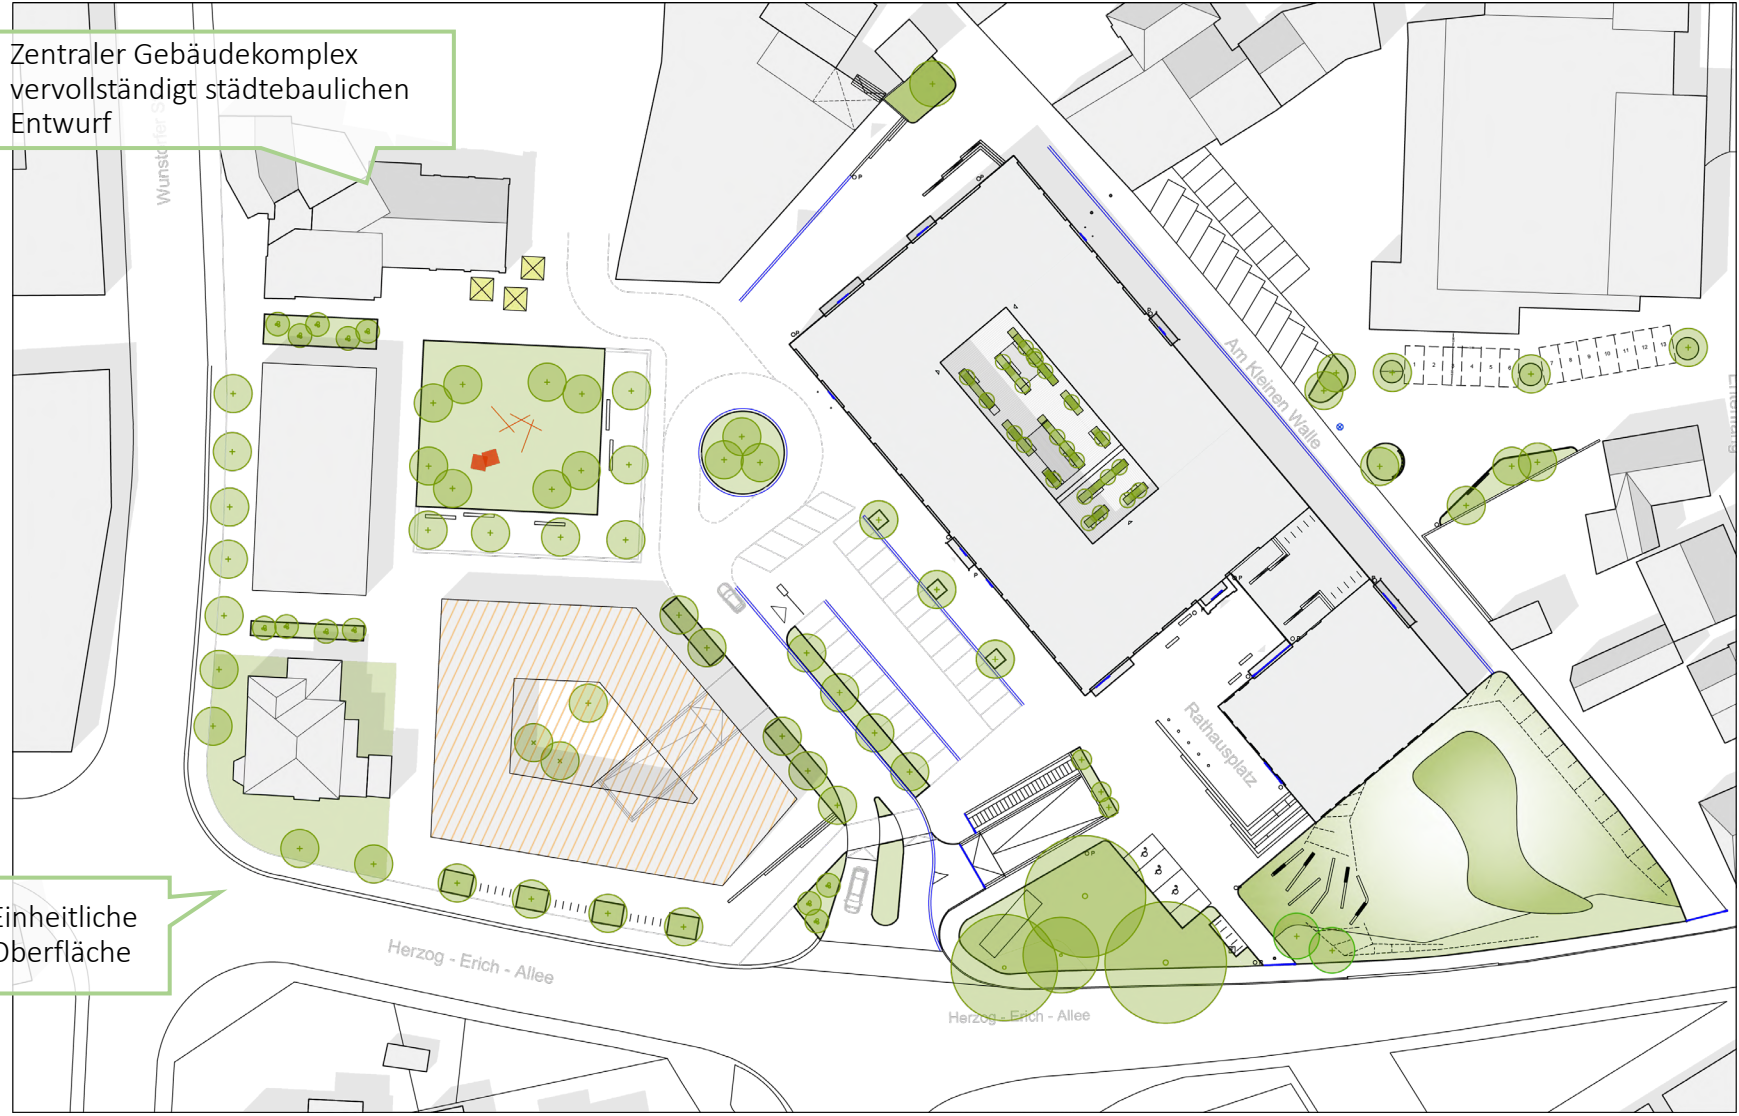 Zentraler Gebäudekomplex
vervollständigt städtebaulichen
Entwurf
Am Kleinen Walle
Rathausplatz
Einheitliche
Oberfläche
Herzog - Erich - Allee
Herzog - Erich - Allee